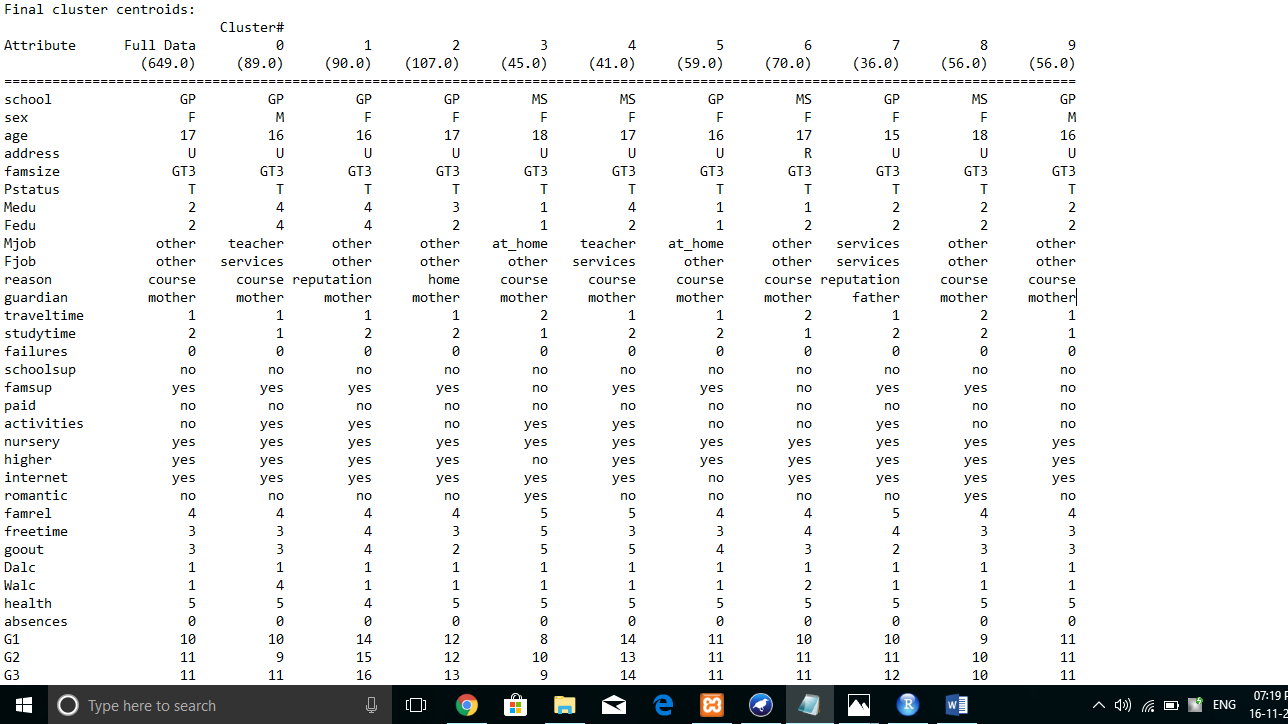 Final cluster centroids:
Cluster#
Attribute Full Data 0 1 2 3 4 5 6 7 8 9
(649.0) (89.0) (90.0) (107.0) (45.0) (41.0) (59.0) (70.0) (36.0) (56.0) (56.0)
================================================================================
school GP GP GP GP MS MS GP MS GP MS GP
sex F M F F F F F F F F M
age 17 16 16 17 18 17 16 17 15 18 16
address U U U U U U U R U U U
famsize GT3 GT3 GT3 GT3 GT3 GT3 GT3 GT3 GT3 GT3 GT3
Pstatus T T T T T T T T T T T
Medu 2 4 4 3 1 4 1 1 2 2 2
Fedu 2 4 4 2 1 2 1 2 2 2 2
Mjob other teacher other other at_home teacher at_home other services other other
Fjob other services other other other services other other services other other
reason course course reputation home course course course course reputation course course
guardian mother mother mother mother mother mother mother mother father mother mother
traveltime 1 1 1 1 2 1 1 2 1 2 1
studytime 2 1 2 2 1 2 2 1 2 2 1
failures 0 0 0 0 0 0 0 0 0 0 0
schoolsup no no no no no no no no no no no
famsup yes yes yes yes no yes yes no yes yes no
paid no no no no no no no no no no no
activities no yes yes no yes yes no no yes no no
nursery yes yes yes yes yes yes yes yes yes yes yes
higher yes yes yes yes no yes yes yes yes yes yes
internet yes yes yes yes yes yes no yes yes yes yes
romantic no no no no yes no no no no yes no
famrel 4 4 4 4 5 5 4 4 5 4 4
freetime 3 3 4 3 5 3 3 4 4 3 3
goout 3 3 4 2 5 5 4 3 2 3 3
Dalc 1 1 1 1 1 1 1 1 1 1 1
Walc 1 4 1 1 1 1 1 2 1 1 1
health 5 5 4 5 5 5 5 5 5 5 5
absences 0 0 0 0 0 0 0 0 0 0 0
G1 10 10 14 12 8 14 11 10 10 9 11
G2 11 9 15 12 10 13 11 11 11 10 11
G3 11 11 16 13 9 14 11 11 12 10 11
Type here to search
ENG
07:19 P
16-11-2